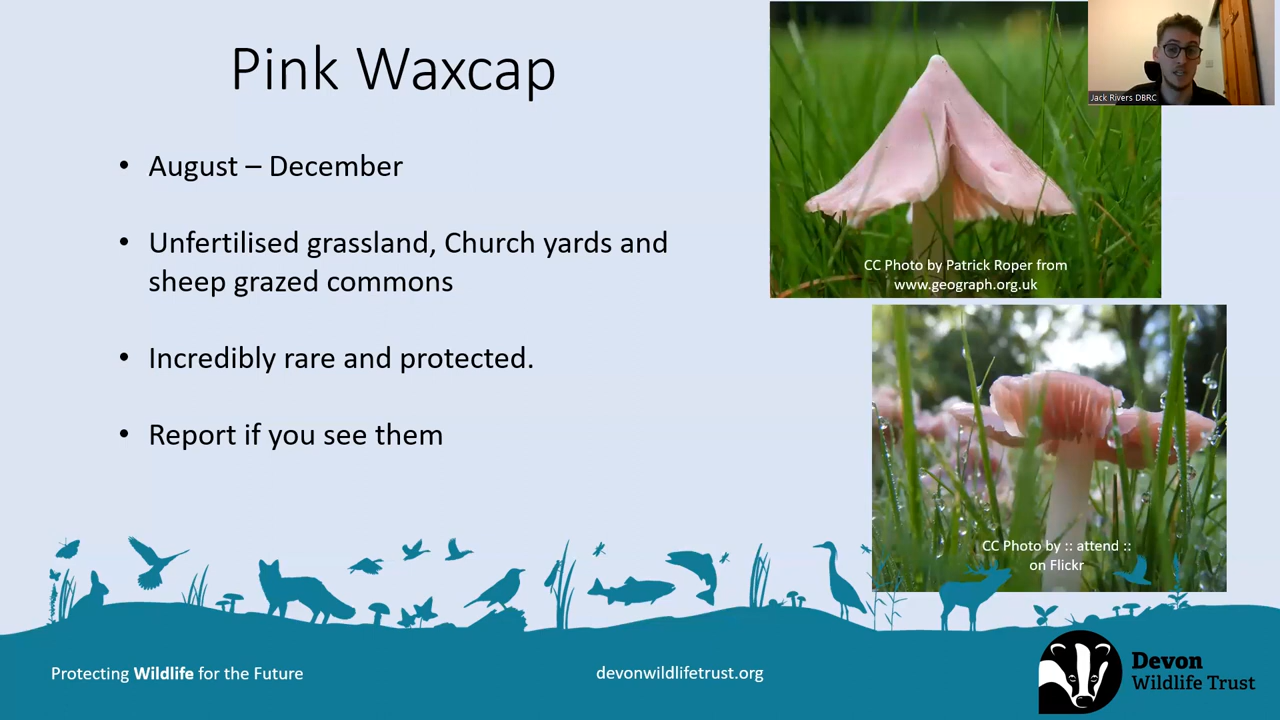 Pink Waxcap
• August – December
• Unfertilised grassland, Church yards and
sheep grazed commons
• Incredibly rare and protected.
• Report if you see them
Jack Rivers DBRC
CC Photo by Patrick Roper from
www.geograph.org.uk
CC Photo by :: attend ::
on Flickr
Protecting Wildlife for the Future
devonwildlifetrust.org
Devon
Wildlife Trust